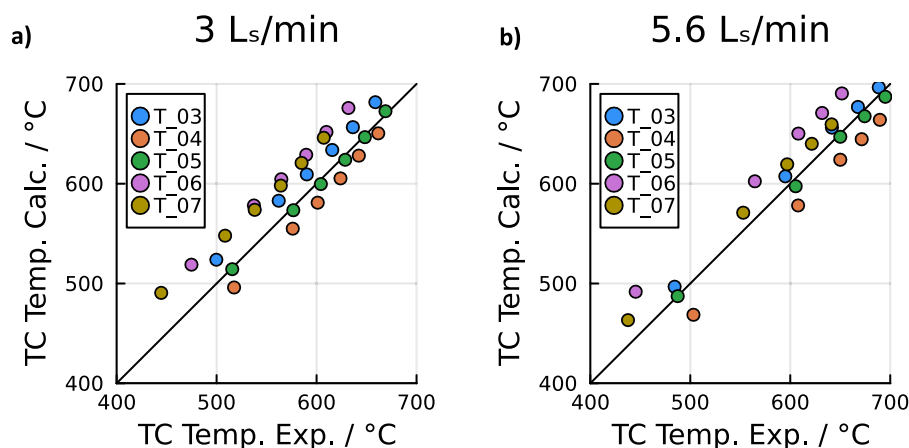 a) 3 Ls/min
700
600
500
400
TC Temp. Calc. / °C
T_03
T_04
T_05
T_06
T_07
400 500 600 700
TC Temp. Exp. / °C
b) 5.6 Ls/min
700
600
500
400
TC Temp. Calc. / °C
T_03
T_04
T_05
T_06
T_07
400 500 600 700
TC Temp. Exp. / °C